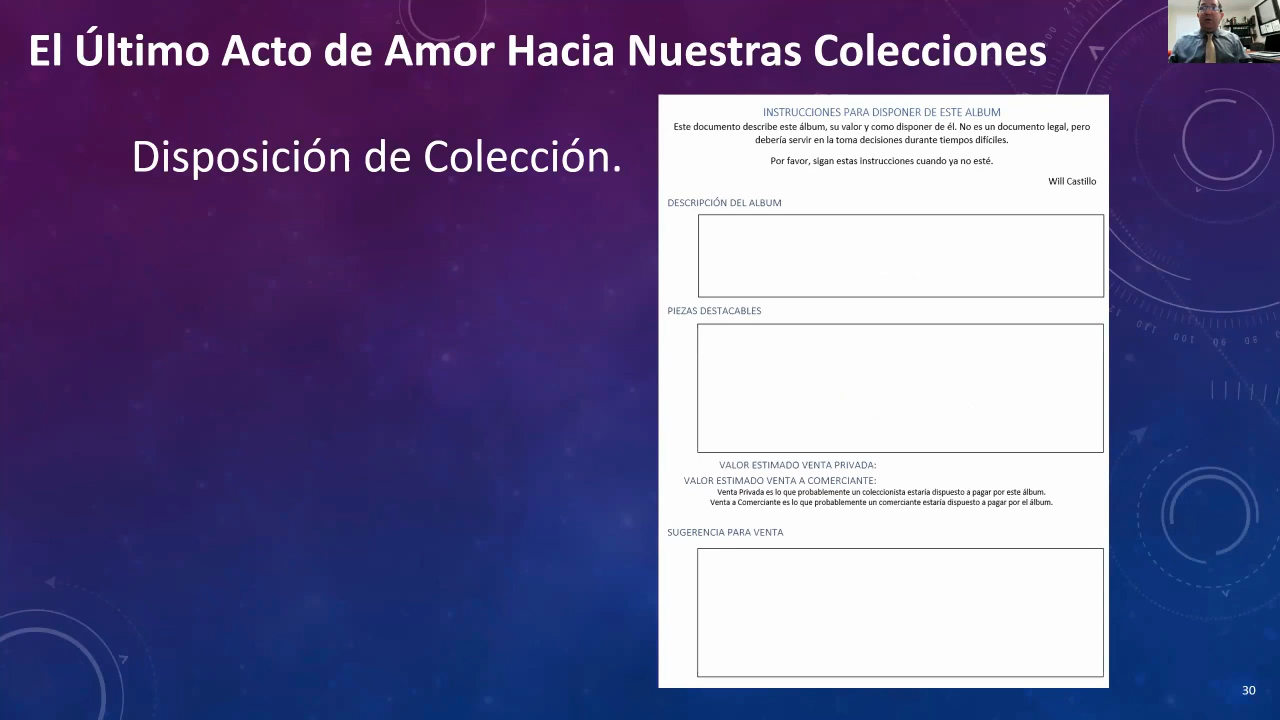 El Último Acto de Amor Hacia Nuestras Colecciones
Disposición de Colección.
INSTRUCCIONES PARA DISPONER DE ESTE ALBUM
Este documento describe este álbum, su valor y como disponer de él. No es un documento legal, pero
debería servir en la toma decisiones durante tiempos difíciles.
Por favor, sigan estas instrucciones cuando ya no esté.
Will Castillo
DESCRIPCIÓN DEL ALBUM
PIEZAS DESTACABLES
VALOR ESTIMADO VENTA PRIVADA:
VALOR ESTIMADO VENTA A COMERCIANTE:
Venta Privada es lo que probablemente un coleccionista estaría dispuesto a pagar por este álbum.
Venta a Comerciante es lo que probablemente un comerciante estaría dispuesto a pagar por el álbum.
SUGERENCIA PARA VENTA
30